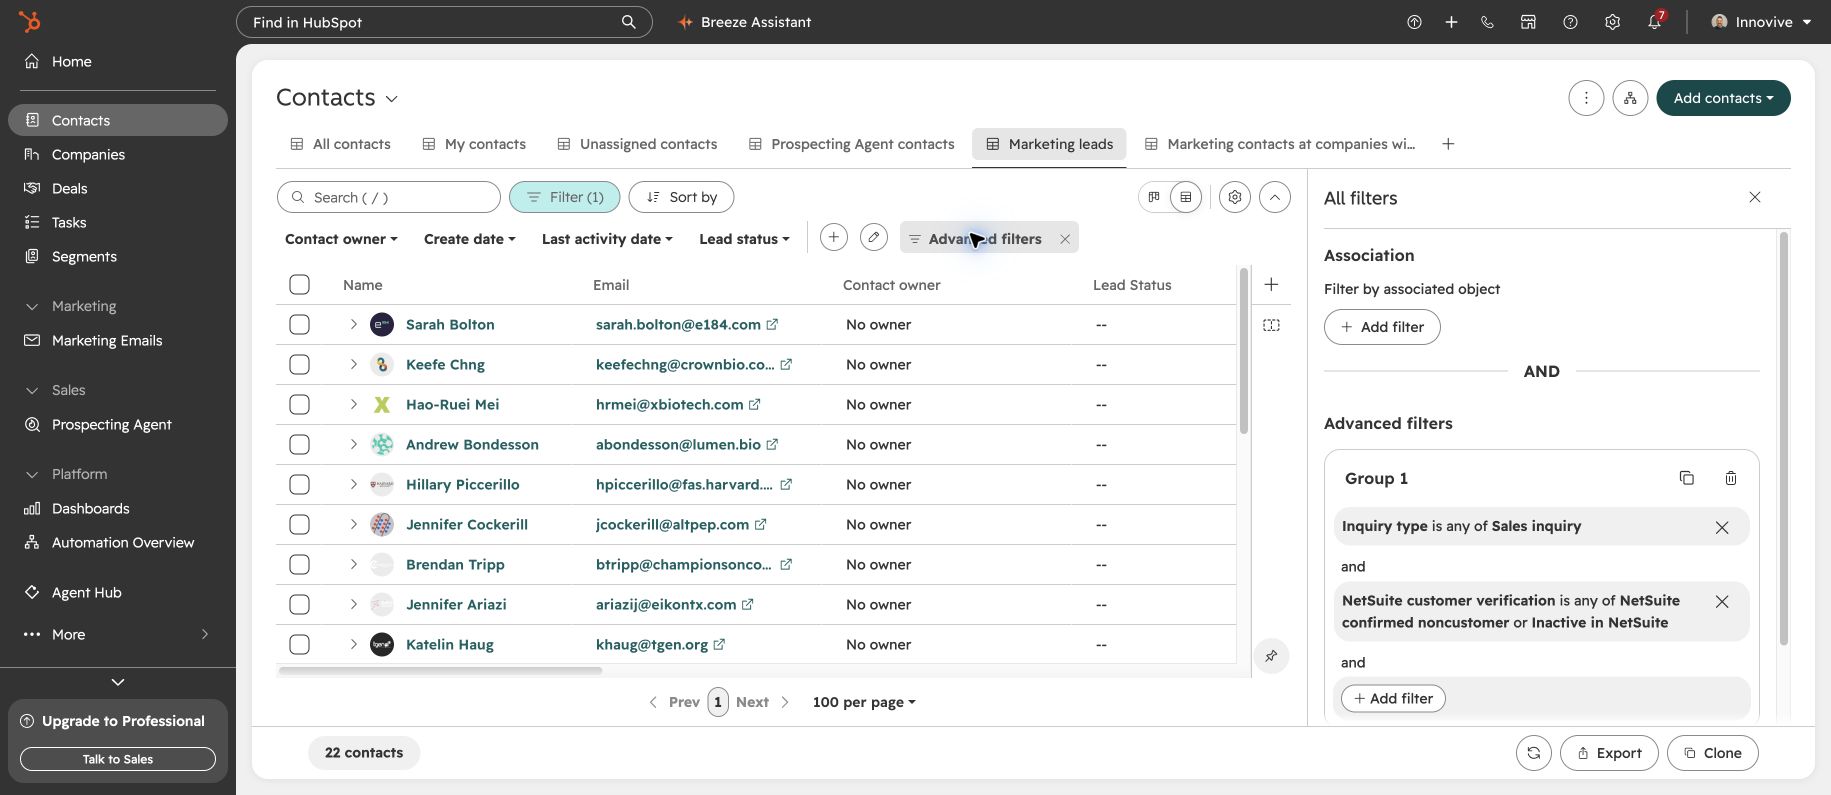 Find in HubSpot
Breeze Assistant
7
Innovive
Home
Contacts
Companies
Deals
Tasks
Segments
Marketing
Marketing Emails
Sales
Prospecting Agent
Platform
Dashboards
Automation Overview
Agent Hub
More
Upgrade to Professional
Talk to Sales
Contacts
Add contacts
All contacts
My contacts
Unassigned contacts
Prospecting Agent contacts
Marketing leads
Marketing contacts at companies wi...
Search ( / )
Filter (1)
Sort by
Contact owner
Create date
Last activity date
Lead status
Advanced filters
Name Email Contact owner Lead Status
Sarah Bolton sarah.bolton@e184.com No owner --
Keefe Chng keefechng@crownbio.co... No owner --
Hao-Ruei Mei hrmei@xbiotech.com No owner --
Andrew Bondesson abondesson@lumen.bio No owner --
Hillary Piccerillo hpiccerillo@fas.harvard.... No owner --
Jennifer Cockerill jcockerill@altpep.com No owner --
Brendan Tripp btripp@championsonco... No owner --
Jennifer Ariazi ariazij@eikontx.com No owner --
Katelin Haug khaug@tgen.org No owner --
Prev 1 Next 100 per page
22 contacts
All filters
Association
Filter by associated object
Add filter
AND
Advanced filters
Group 1
Inquiry type is any of Sales inquiry
and
NetSuite customer verification is any of NetSuite
confirmed noncustomer or Inactive in NetSuite
and
Add filter
Export
Clone